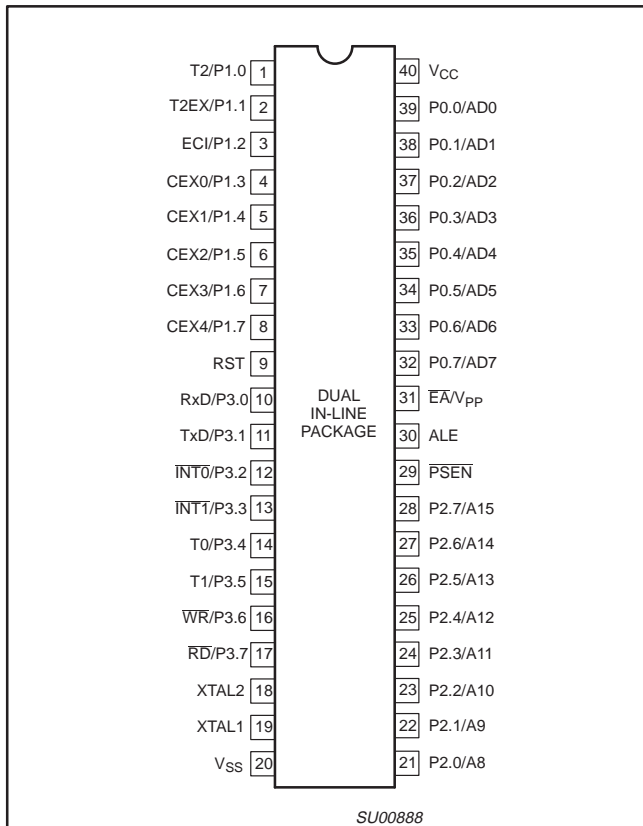 T2/P1.0 1 40 VCC
T2EX/P1.1 2 39 P0.0/AD0
ECI/P1.2 3 38 P0.1/AD1
CEX0/P1.3 4 37 P0.2/AD2
CEX1/P1.4 5 36 P0.3/AD3
CEX2/P1.5 6 35 P0.4/AD4
CEX3/P1.6 7 34 P0.5/AD5
CEX4/P1.7 8 33 P0.6/AD6
RST 9 32 P0.7/AD7
RxD/P3.0 10 DUAL 31 E̅A̅/VPP
IN-LINE
TxD/P3.1 11 PACKAGE 30 ALE
I̅N̅T̅0̅/P3.2 12 29 P̅S̅E̅N̅
I̅N̅T̅1̅/P3.3 13 28 P2.7/A15
T0/P3.4 14 27 P2.6/A14
T1/P3.5 15 26 P2.5/A13
W̅R̅/P3.6 16 25 P2.4/A12
R̅D̅/P3.7 17 24 P2.3/A11
XTAL2 18 23 P2.2/A10
XTAL1 19 22 P2.1/A9
VSS 20 21 P2.0/A8
SU00888